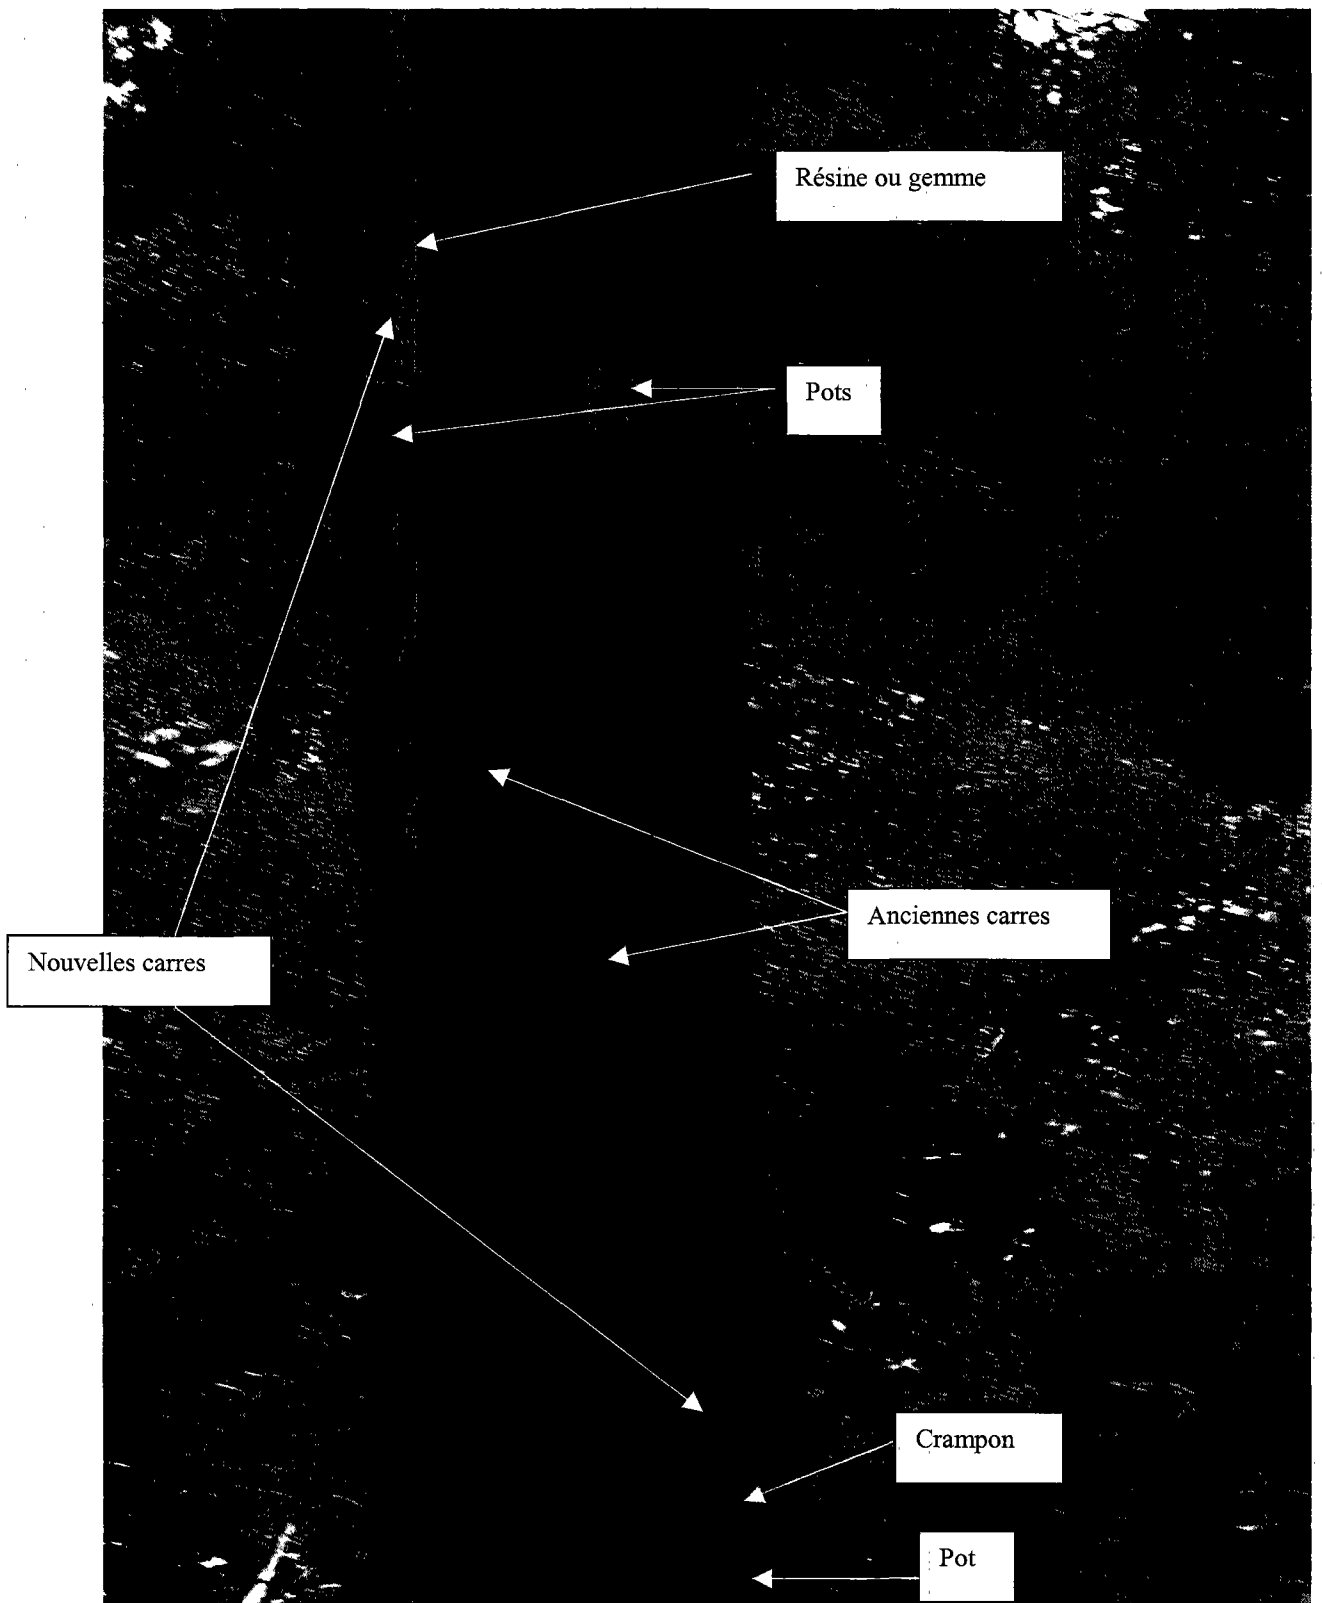 Résine ou gemme
Pots
Anciennes carres
Nouvelles carres
Crampon
Pot